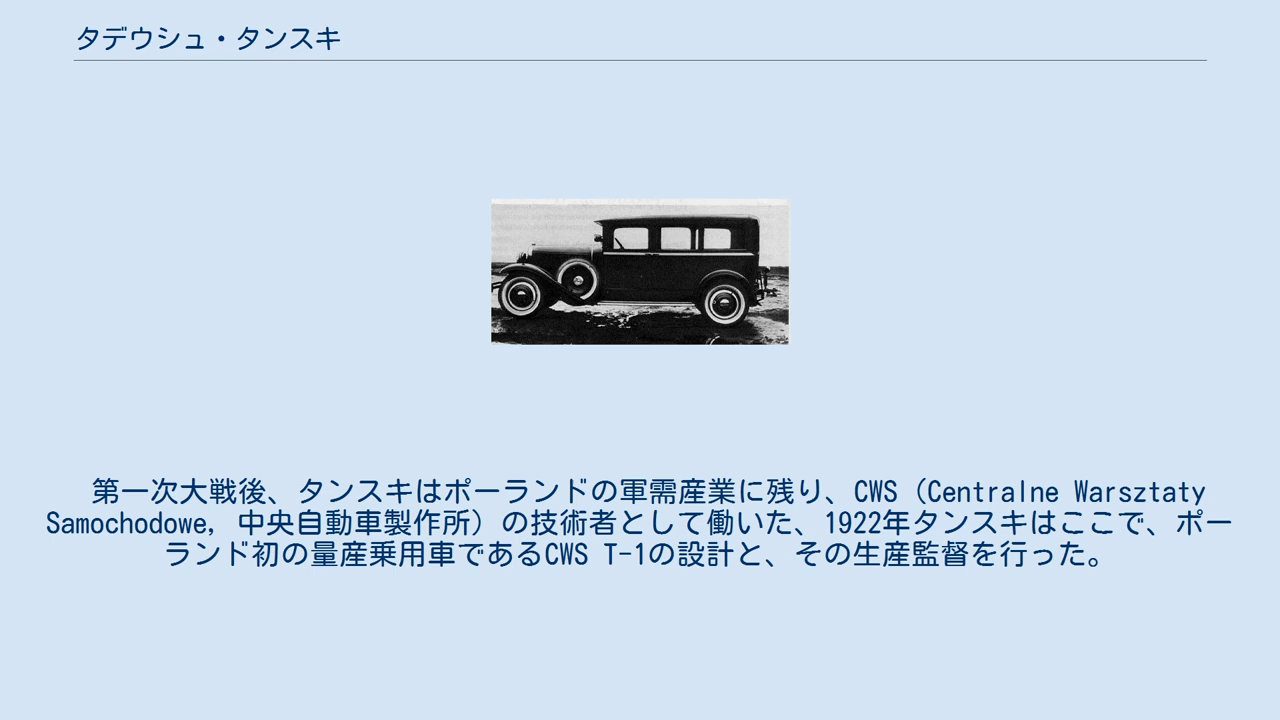 タデウシュ・タンスキ
第一次大戦後、タンスキはポーランドの軍需産業に残り、CWS（Centralne Warsztaty
Samochodowe, 中央自動車製作所）の技術者として働いた、1922年タンスキはここで、ポー
ランド初の量産乗用車であるCWS T-1の設計と、その生産監督を行った。